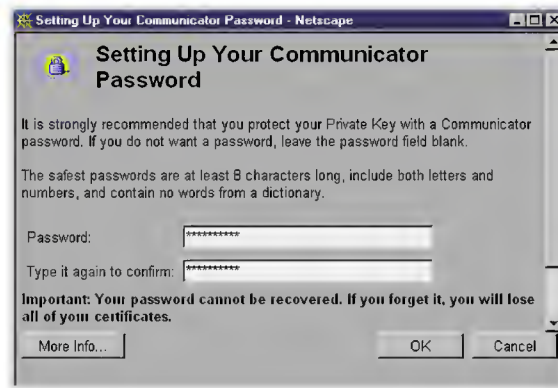 Setting Up Your Communicator Password - Netscape
Setting Up Your Communicator
Password
It is strongly recommended that you protect your Private Key with a Communicator
password. If you do not want a password, leave the password field blank.
The safest passwords are at least 8 characters long, include both letters and
numbers, and contain no words from a dictionary.
Password: **********
Type it again to confirm: **********
Important: Your password cannot be recovered. If you forget it, you will lose
all of your certificates.
More Info... OK Cancel